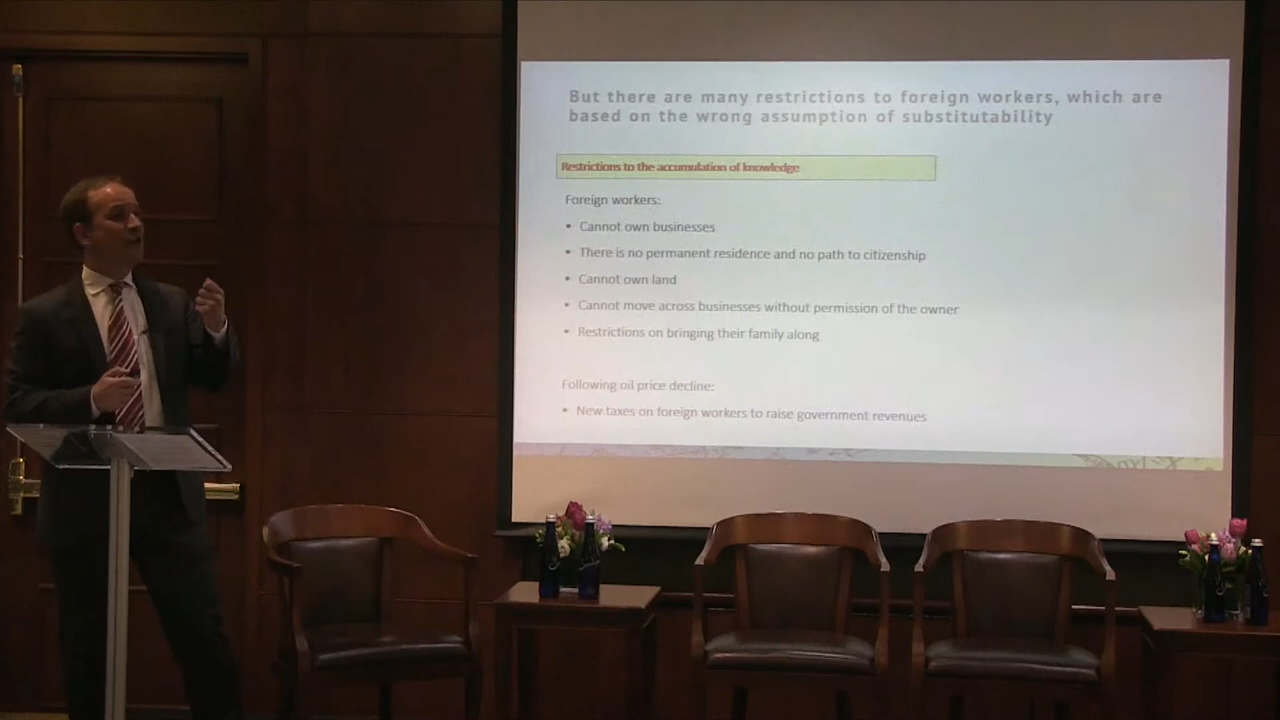 But there are many restrictions to foreign workers, which are
based on the wrong assumption of substitutability
Restrictions to the accumulation of knowledge
Foreign workers:
• Cannot own businesses
• There is no permanent residence and no path to citizenship
• Cannot own land
• Cannot move across businesses without permission of the owner
• Restrictions on bringing their family along
Following oil price decline:
• New taxes on foreign workers to raise government revenues